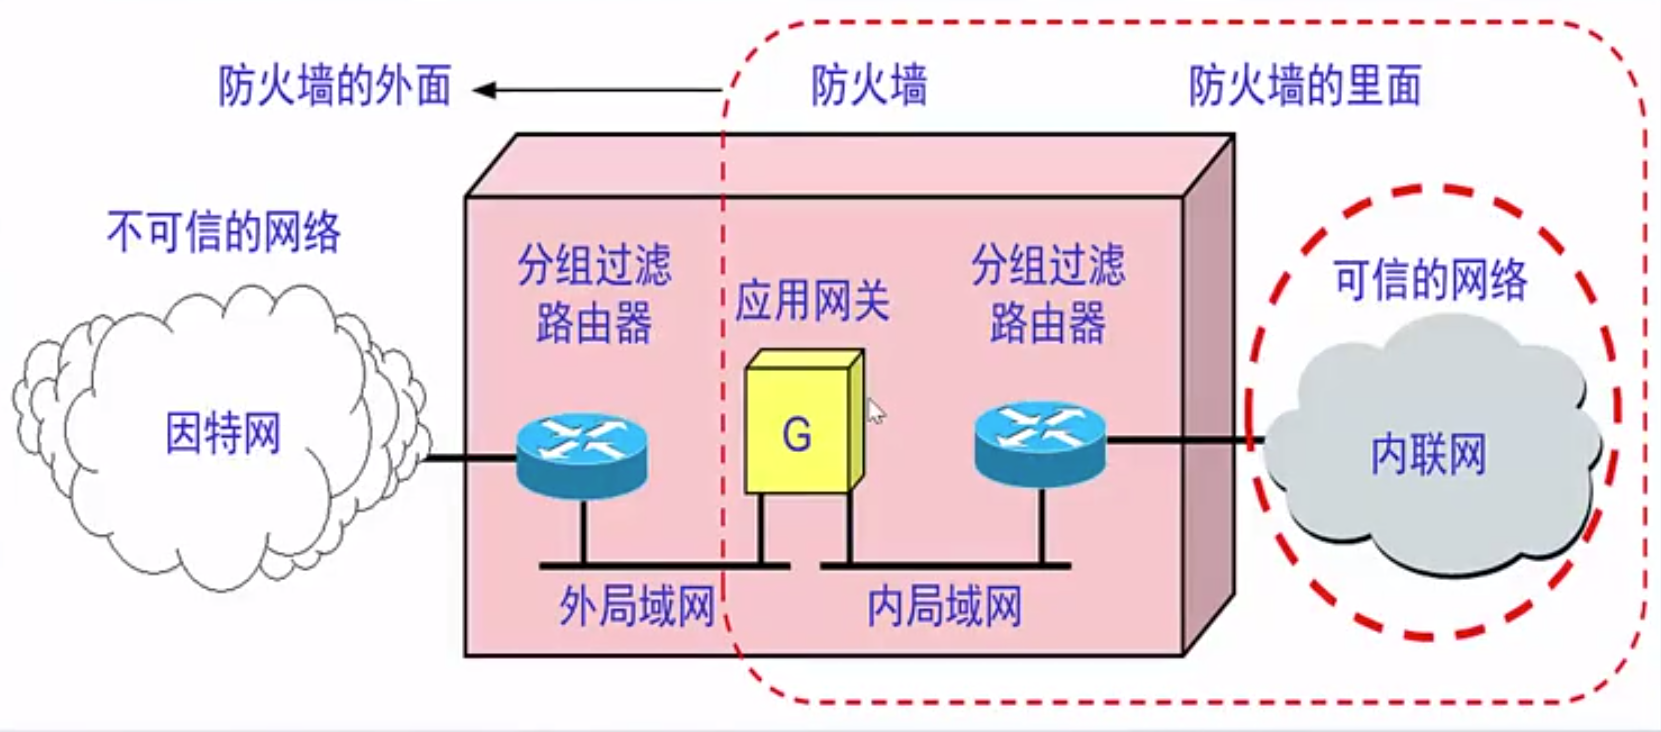 防火墙的外面
防火墙
防火墙的里面
不可信的网络
分组过滤
路由器
应用网关
分组过滤
路由器
可信的网络
因特网
G
内联网
外局域网
内局域网